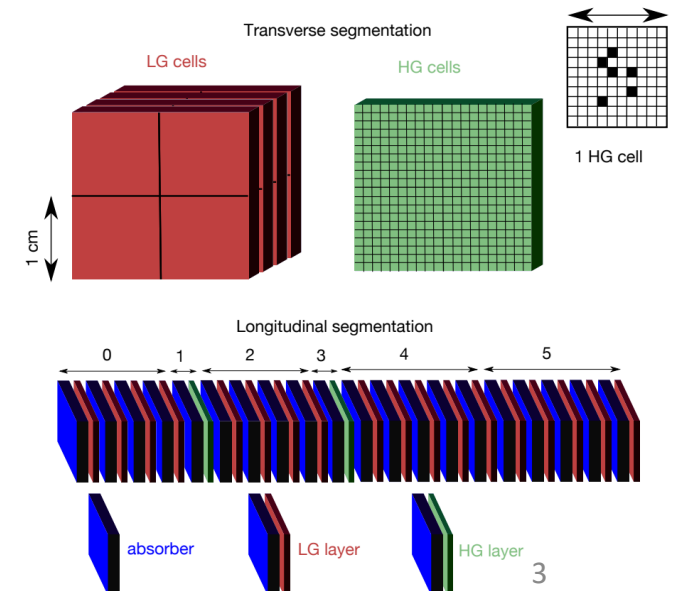 Transverse segmentation
LG cells
HG cells
1 HG cell
1 cm
Longitudinal segmentation
0 1 2 3 4 5
absorber
LG layer
HG layer
3